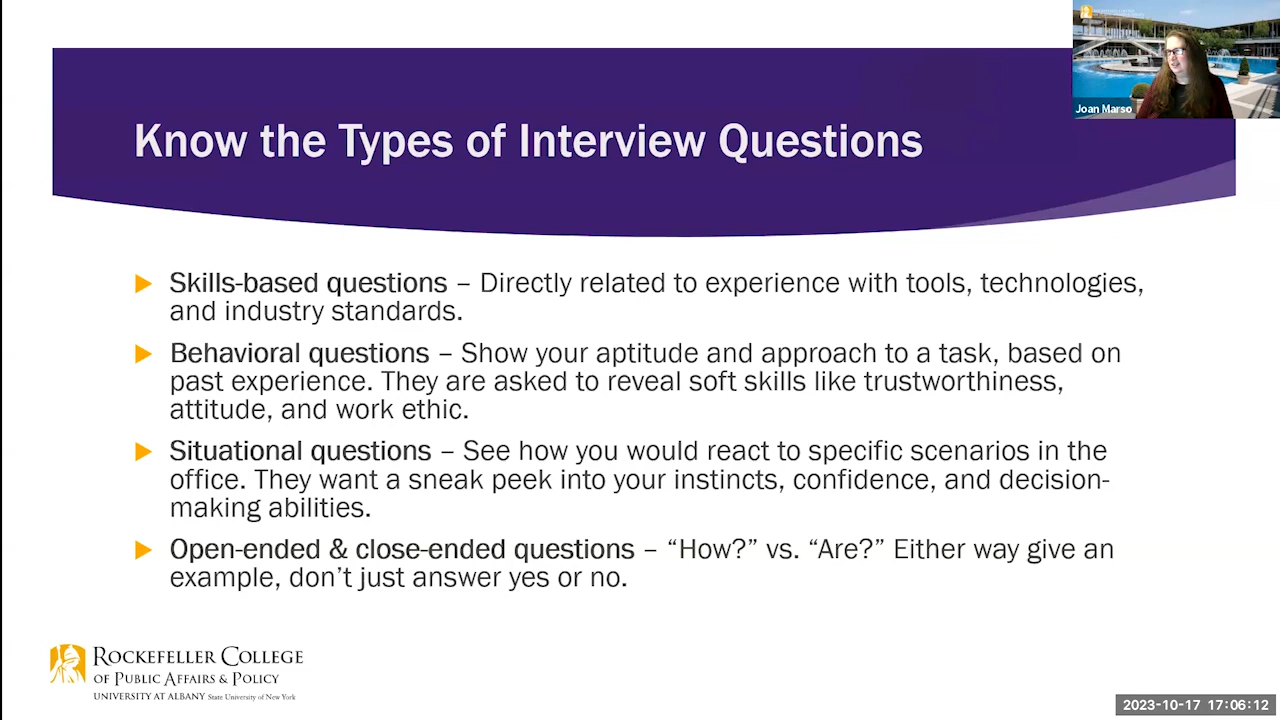 Joan Marso
Know the Types of Interview Questions
Skills-based questions – Directly related to experience with tools, technologies,
and industry standards.
Behavioral questions – Show your aptitude and approach to a task, based on
past experience. They are asked to reveal soft skills like trustworthiness,
attitude, and work ethic.
Situational questions – See how you would react to specific scenarios in the
office. They want a sneak peek into your instincts, confidence, and decision-
making abilities.
Open-ended & close-ended questions – “How?” vs. “Are?” Either way give an
example, don’t just answer yes or no.
ROCKEFELLER COLLEGE
OF PUBLIC AFFAIRS & POLICY
UNIVERSITY AT ALBANY State University of New York
2023-10-17 17:06:12